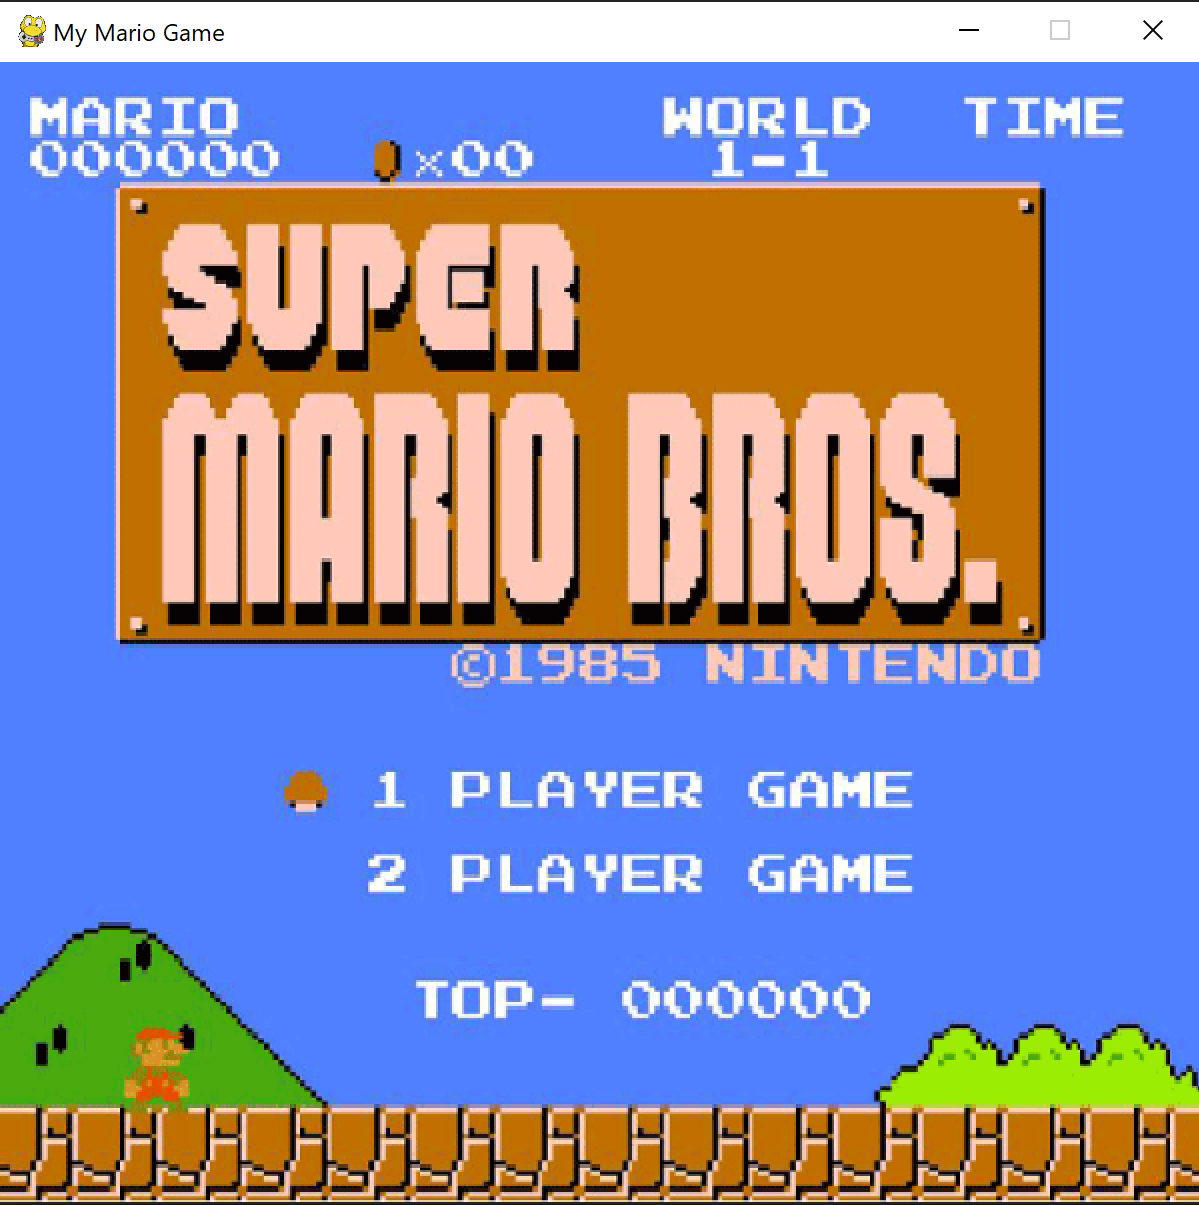 My Mario Game
MARIO WORLD TIME
000000 ×00 1-1
SUPER
MARIO BROS.
©1985 NINTENDO
1 PLAYER GAME
2 PLAYER GAME
TOP- 000000